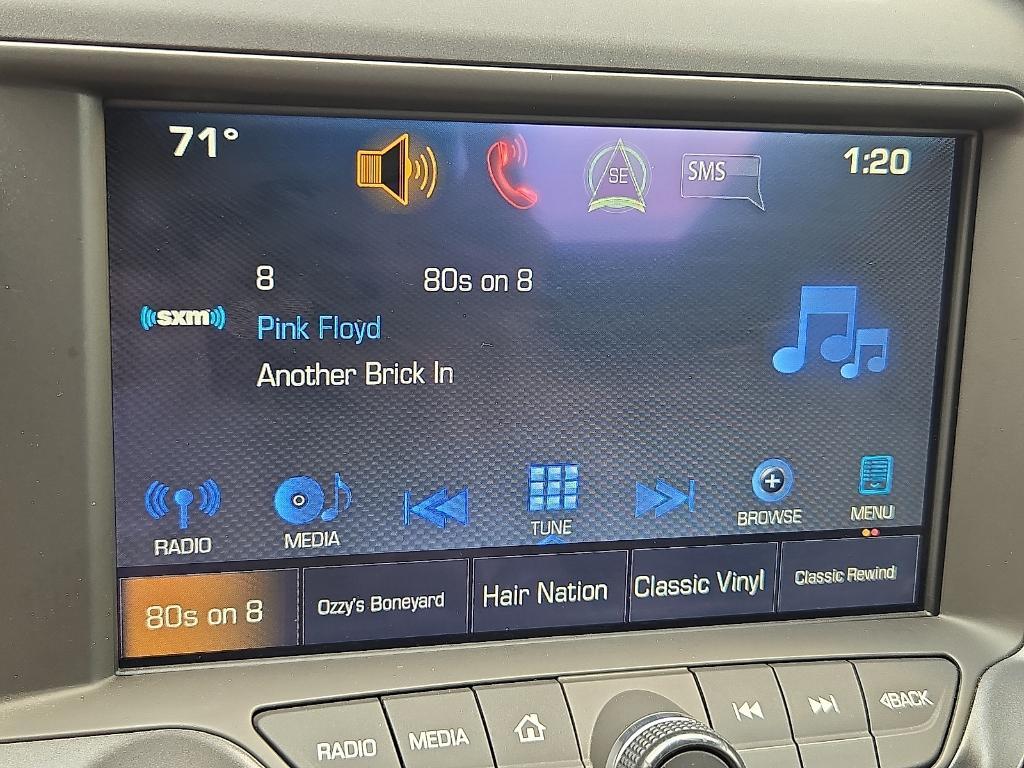 71°
SE
SMS
1:20
8
80s on 8
sxm
Pink Floyd
Another Brick In
RADIO
MEDIA
TUNE
BROWSE
MENU
80s on 8
Ozzy's Boneyard
Hair Nation
Classic Vinyl
Classic Rewind
RADIO
MEDIA
BACK